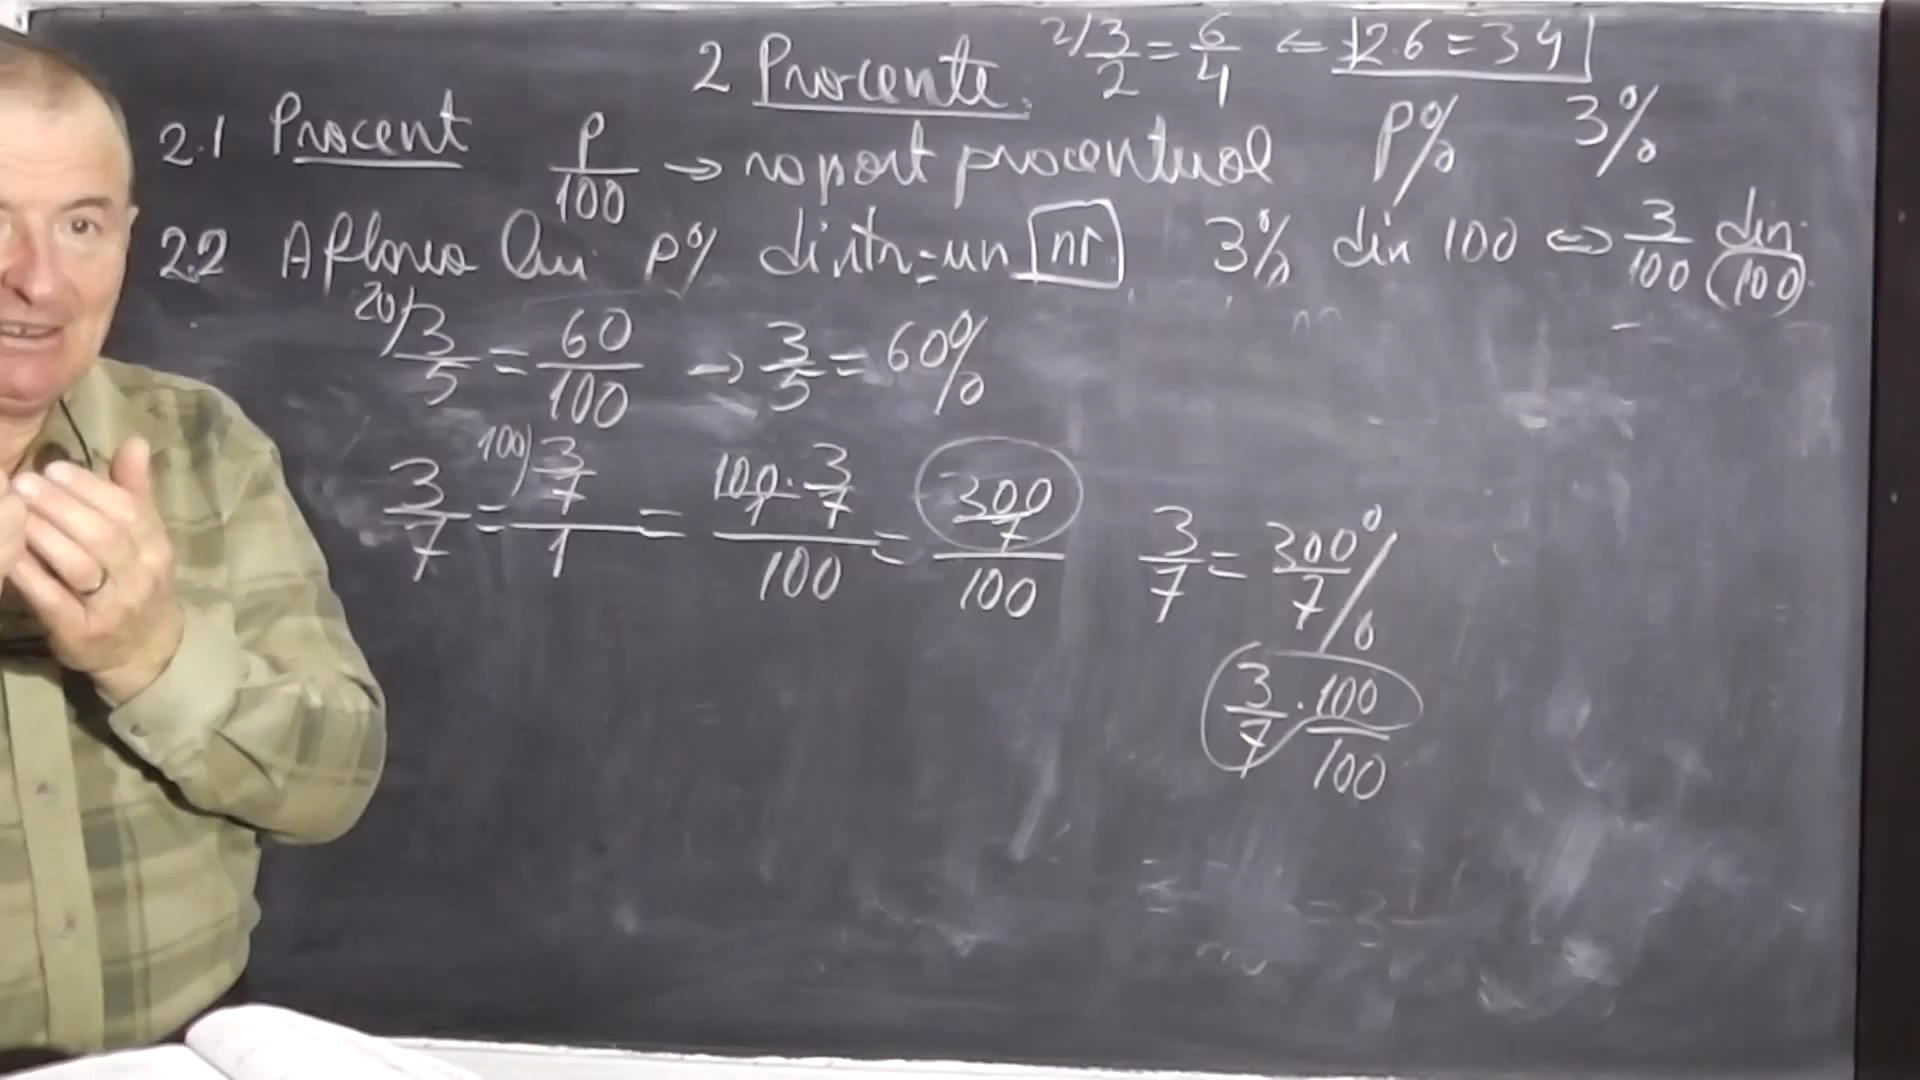 2 Procente. 2) 3/2 = 6/4 ⇐ 2·6 = 3·4
2.1 Procent p/100 → raport procentual p% 3%
2.2 Aflarea lui p% dintr-un nr 3% din 100 ⇔ 3/100 din 100
20) 3/5 = 60/100 → 3/5 = 60%
3/7 = 100) (3/7)/1 = (100·3/7)/100 = (300/7)/100 3/7 = 300/7 %
3/7 · 100/100